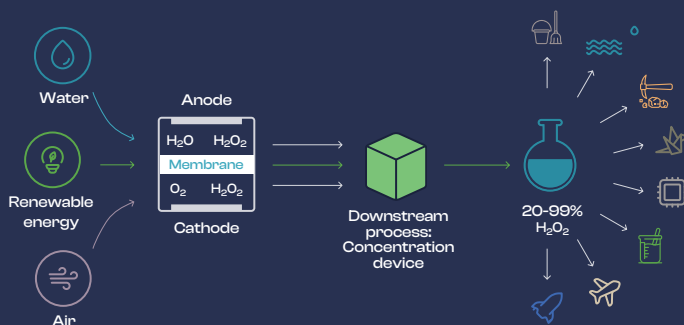 Water
Renewable
energy
Air
Anode
H₂O H₂O₂
Membrane
O₂ H₂O₂
Cathode
Downstream
process:
Concentration
device
20-99%
H₂O₂